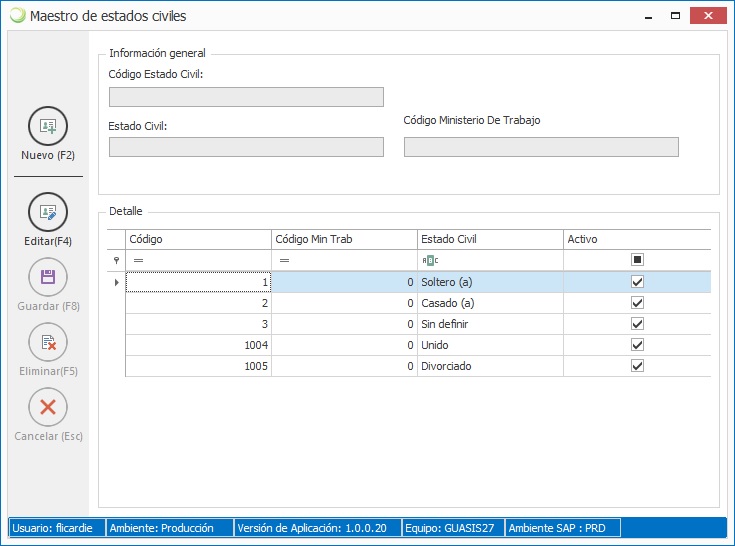 Maestro de estados civiles
Información general
Código Estado Civil:
Estado Civil:
Código Ministerio De Trabajo
Nuevo (F2)
Editar(F4)
Guardar (F8)
Eliminar(F5)
Cancelar (Esc)
Detalle
Código Código Min Trab Estado Civil Activo
= = ABC
1 0 Soltero (a)
2 0 Casado (a)
3 0 Sin definir
1004 0 Unido
1005 0 Divorciado
Usuario: flicardie Ambiente: Producción Versión de Aplicación: 1.0.0.20 Equipo: GUASIS27 Ambiente SAP : PRD